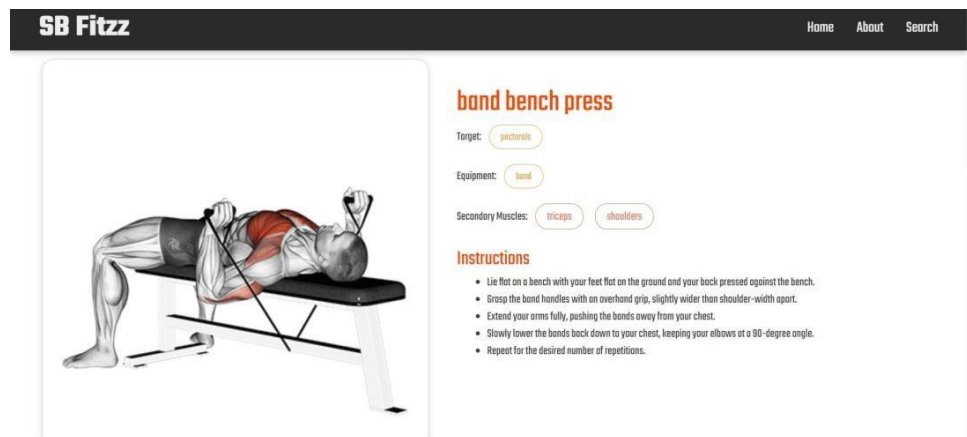 SB Fitzz
Home About Search
band bench press
Target: pectorals
Equipment: band
Secondary Muscles: triceps shoulders
Instructions
Lie flat on a bench with your feet flat on the ground and your back pressed against the bench.
Grasp the band handles with an overhand grip, slightly wider than shoulder-width apart.
Extend your arms fully, pushing the bands away from your chest.
Slowly lower the bands back down to your chest, keeping your elbows at a 90-degree angle.
Repeat for the desired number of repetitions.